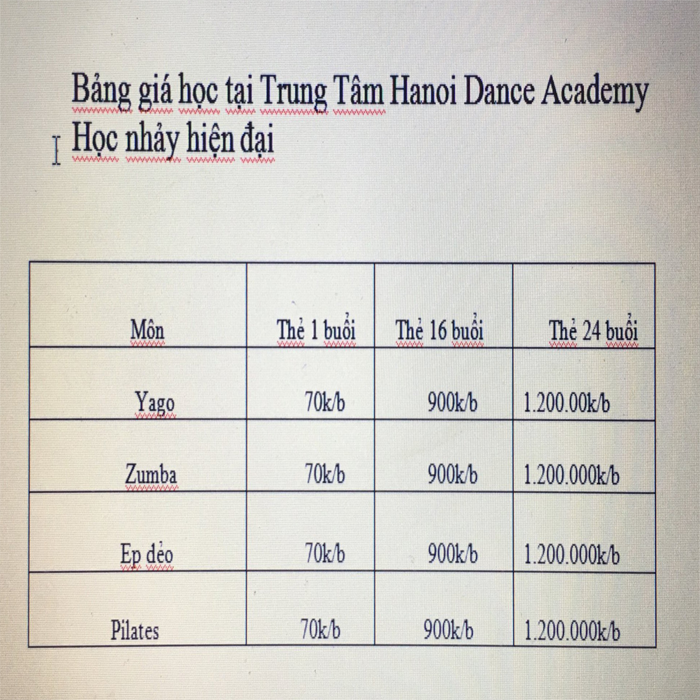 Bảng giá học tại Trung Tâm Hanoi Dance Academy
Học nhảy hiện đại
Môn Thẻ 1 buổi Thẻ 16 buổi Thẻ 24 buổi
Yago 70k/b 900k/b 1.200.00k/b
Zumba 70k/b 900k/b 1.200.000k/b
Ep dẻo 70k/b 900k/b 1.200.000k/b
Pilates 70k/b 900k/b 1.200.000k/b